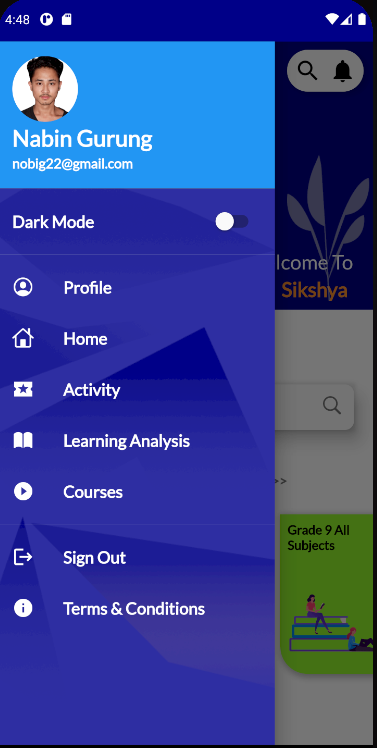 4:48
Nabin Gurung
nobig22@gmail.com
Dark Mode
lcome To
Sikshya
Profile
Home
Activity
Learning Analysis
>>
Courses
Grade 9 All
Subjects
Sign Out
Terms & Conditions